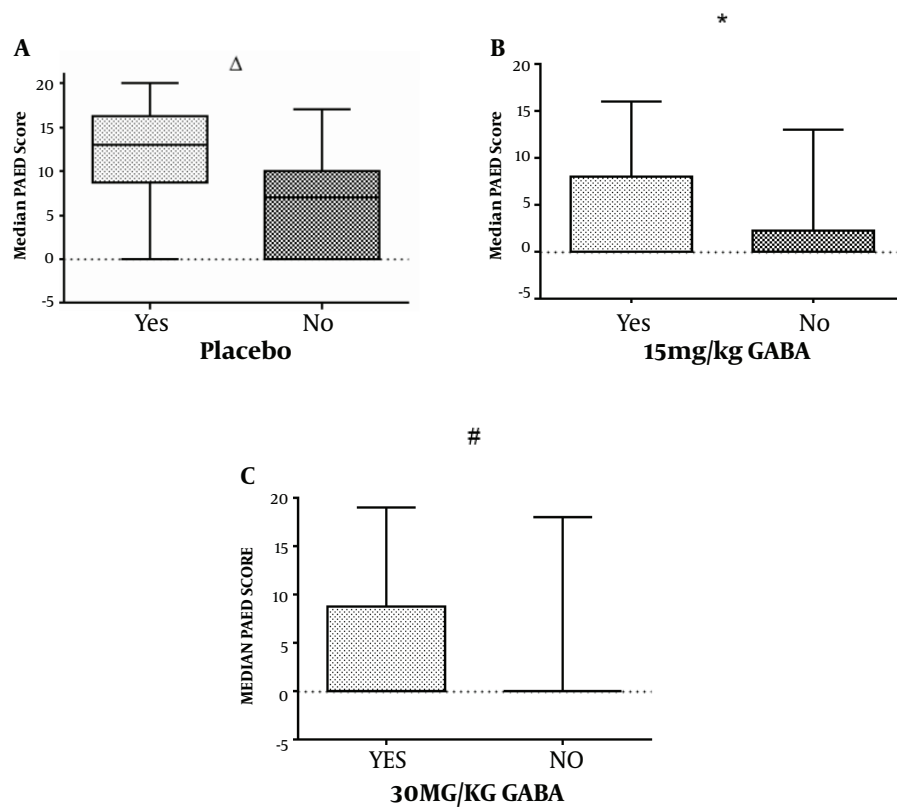 A
Δ
Median PAED Score
20
15
10
5
0
-5
Yes
No
Placebo
B
*
Median PAED Score
20
15
10
5
0
-5
Yes
No
15mg/kg GABA
C
#
MEDIAN PAED SCORE
20
15
10
5
0
-5
YES
NO
30MG/KG GABA